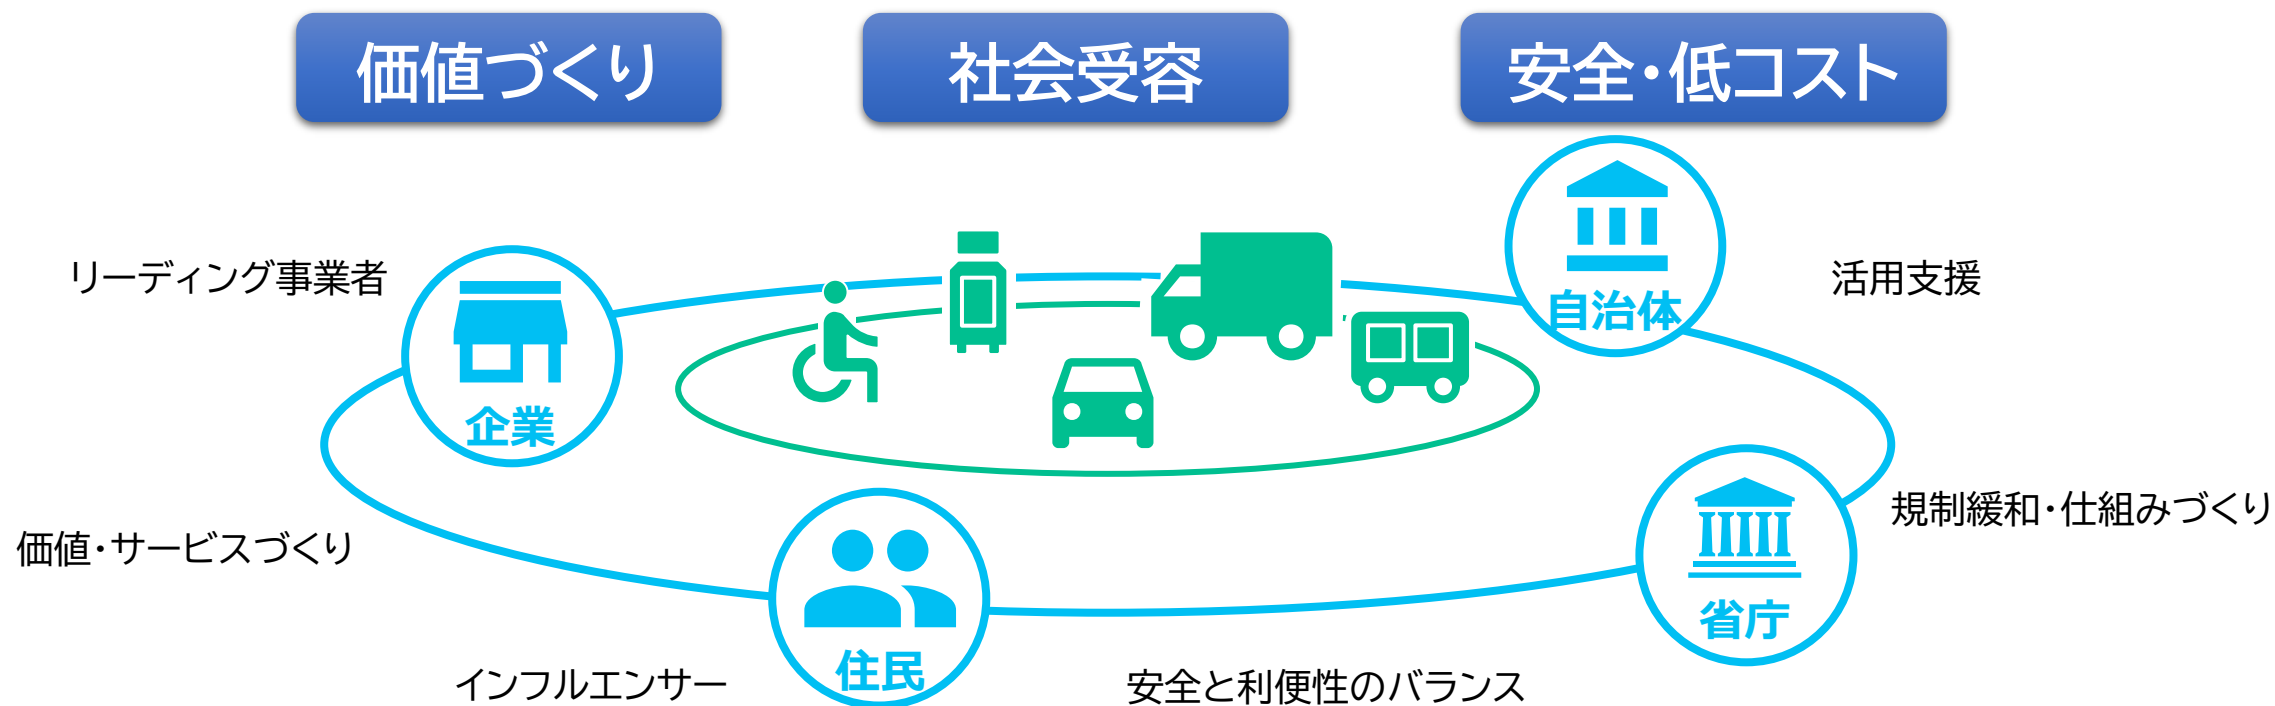 価値づくり
社会受容
安全・低コスト
リーディング事業者
企業
価値・サービスづくり
自治体
活用支援
省庁
規制緩和・仕組みづくり
インフルエンサー
住民
安全と利便性のバランス